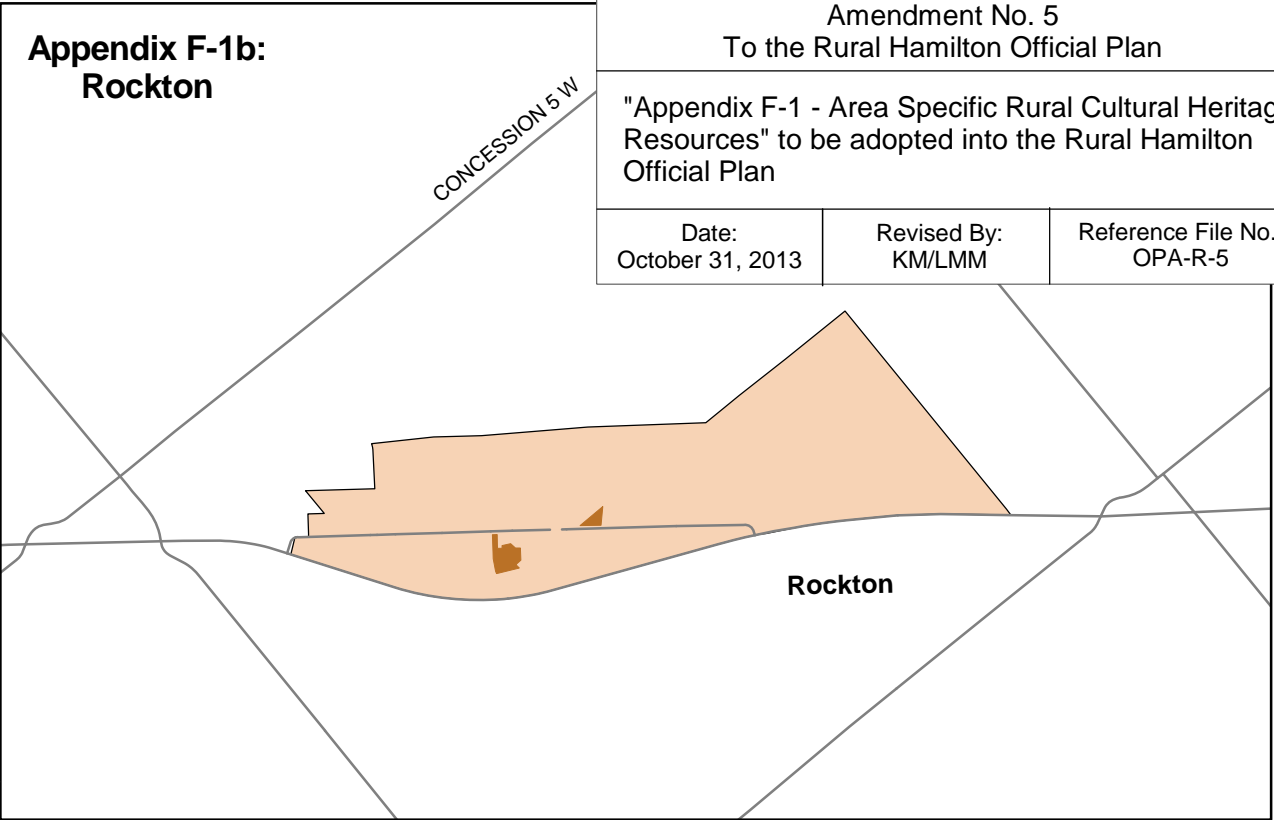 Appendix F-1b:
Rockton
Amendment No. 5
To the Rural Hamilton Official Plan
"Appendix F-1 - Area Specific Rural Cultural Heritag
Resources" to be adopted into the Rural Hamilton
Official Plan
Date:
October 31, 2013
Revised By:
KM/LMM
Reference File No.
OPA-R-5
CONCESSION 5 W
Rockton